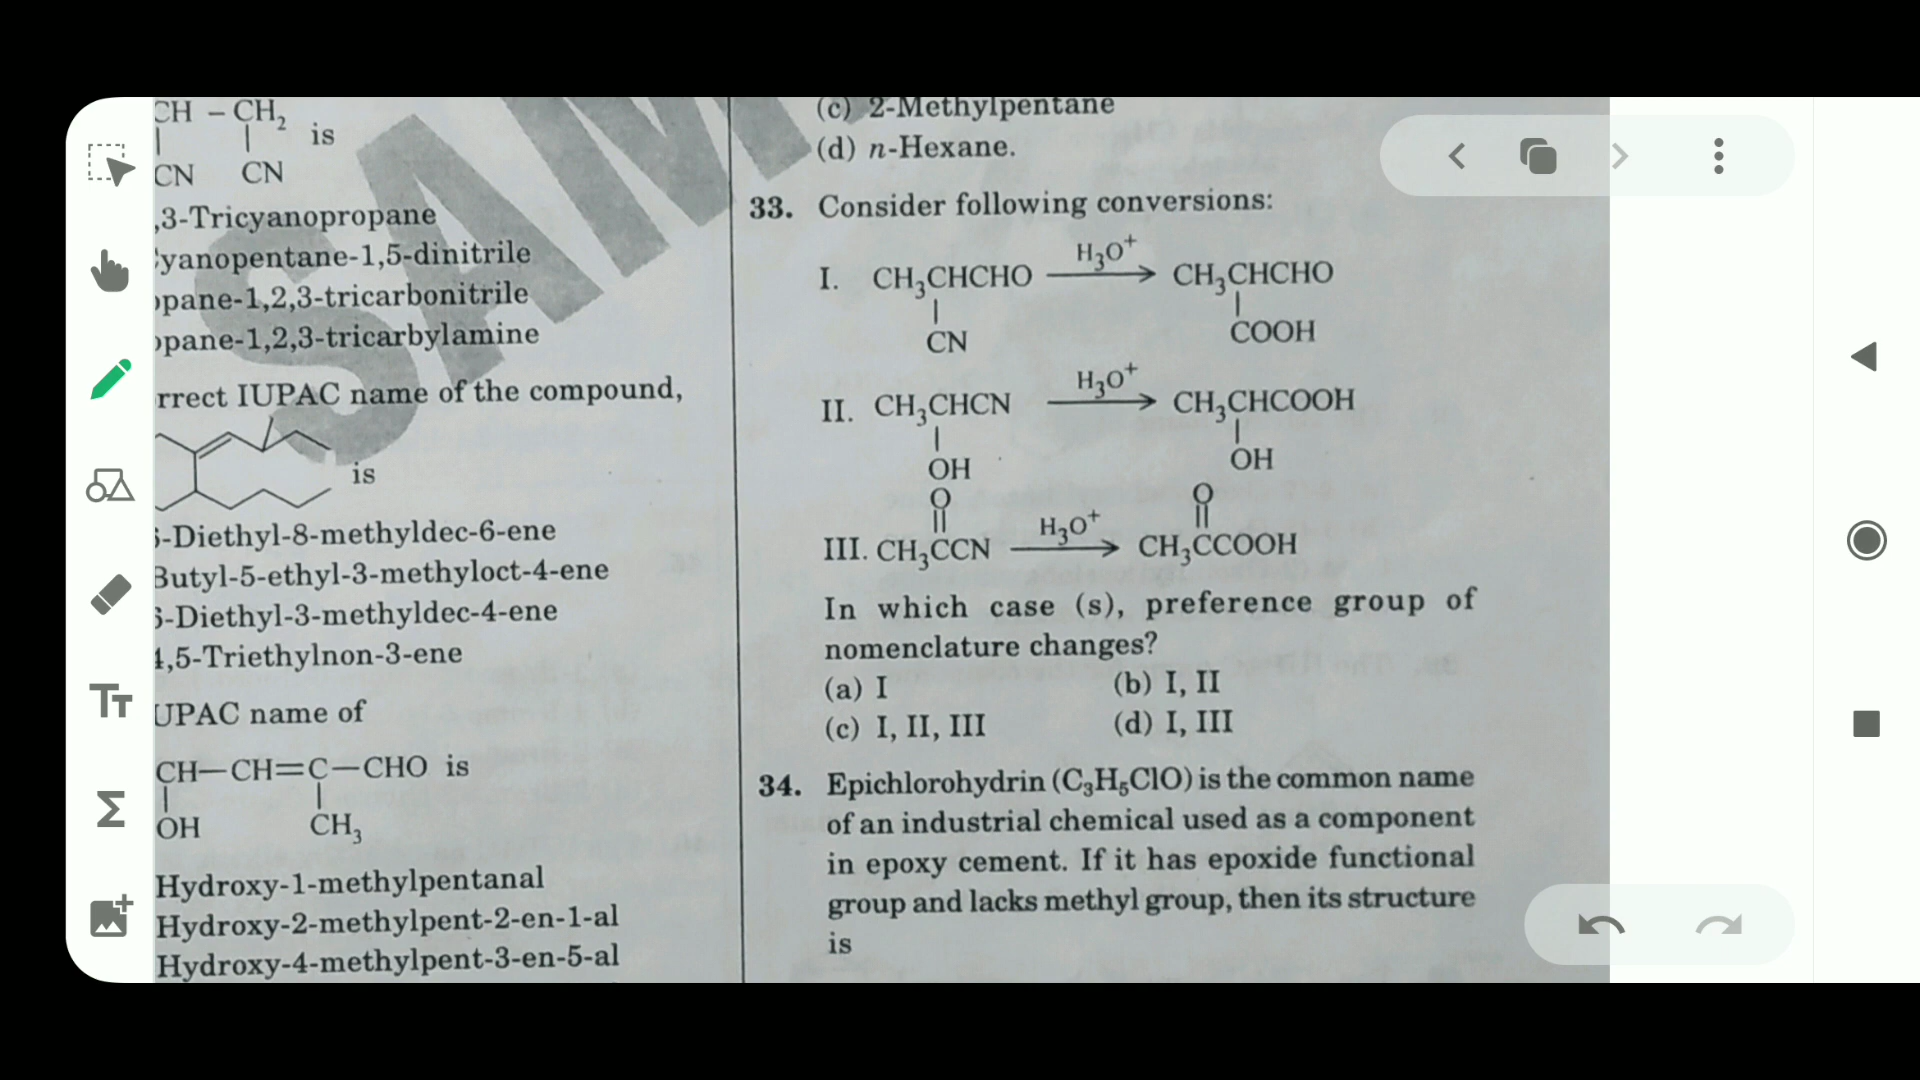 CH – CH₂
is
CN CN
,3-Tricyanopropane
yanopentane-1,5-dinitrile
opane-1,2,3-tricarbonitrile
opane-1,2,3-tricarbylamine
rrect IUPAC name of the compound,
is
-Diethyl-8-methyldec-6-ene
Butyl-5-ethyl-3-methyloct-4-ene
-Diethyl-3-methyldec-4-ene
4,5-Triethylnon-3-ene
UPAC name of
CH—CH=C—CHO is
OH CH₃
Hydroxy-1-methylpentanal
Hydroxy-2-methylpent-2-en-1-al
Hydroxy-4-methylpent-3-en-5-al
(c) 2-Methylpentane
(d) n-Hexane.
33. Consider following conversions:
I. CH₃CHCHO H₃O⁺ → CH₃CHCHO
CN COOH
II. CH₃CHCN H₃O⁺ → CH₃CHCOOH
OH OH
O O
III. CH₃CCN H₃O⁺ → CH₃CCOOH
In which case (s), preference group of
nomenclature changes?
(a) I (b) I, II
(c) I, II, III (d) I, III
34. Epichlorohydrin (C₃H₅ClO) is the common name
of an industrial chemical used as a component
in epoxy cement. If it has epoxide functional
group and lacks methyl group, then its structure
is
SAM
Tт
Σ